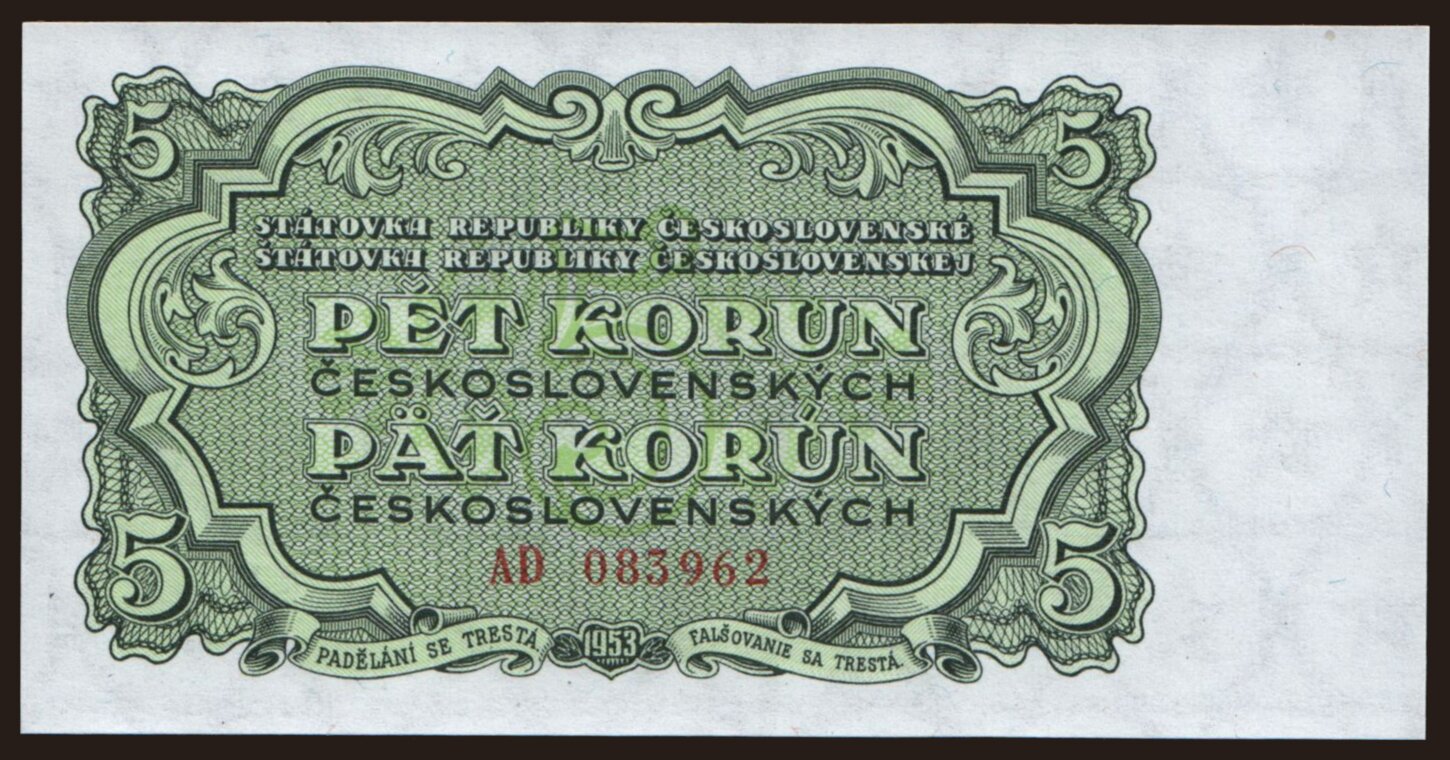 5 5
STÁTOVKA REPUBLIKY ČESKOSLOVENSKÉ
ŠTÁTOVKA REPUBLIKY ČESKOSLOVENSKEJ
PĚT KORUN
ČESKOSLOVENSKÝCH
PÄŤ KORÚN
ČESKOSLOVENSKÝCH
AD 083962
5 5
PADĚLÁNÍ SE TRESTÁ. 1953 FALŠOVANIE SA TRESTÁ.